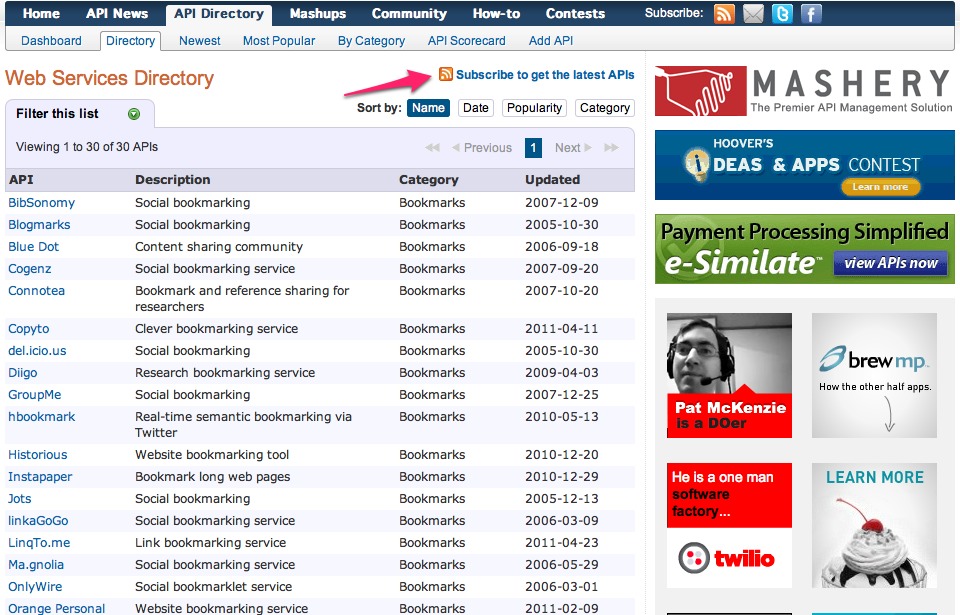 Home API News API Directory Mashups Community How-to Contests Subscribe:
Dashboard Directory Newest Most Popular By Category API Scorecard Add API
Web Services Directory
Subscribe to get the latest APIs
Sort by: Name Date Popularity Category
Filter this list
Viewing 1 to 30 of 30 APIs
Previous 1 Next
API Description Category Updated
BibSonomy Social bookmarking Bookmarks 2007-12-09
Blogmarks Social bookmarking Bookmarks 2005-10-30
Blue Dot Content sharing community Bookmarks 2006-09-18
Cogenz Social bookmarking service Bookmarks 2007-09-20
Connotea Bookmark and reference sharing for Bookmarks 2007-10-20
researchers
Copyto Clever bookmarking service Bookmarks 2011-04-11
del.icio.us Social bookmarking Bookmarks 2005-10-30
Diigo Research bookmarking service Bookmarks 2009-04-03
GroupMe Social bookmarking Bookmarks 2007-12-25
hbookmark Real-time semantic bookmarking via Bookmarks 2010-05-13
Twitter
Historious Website bookmarking tool Bookmarks 2010-12-20
Instapaper Bookmark long web pages Bookmarks 2010-12-29
Jots Social bookmarking Bookmarks 2005-12-13
linkaGoGo Social bookmarking service Bookmarks 2006-03-09
LinqTo.me Link bookmarking service Bookmarks 2011-04-23
Ma.gnolia Social bookmarking service Bookmarks 2006-05-29
OnlyWire Social bookmarklet service Bookmarks 2006-03-01
Orange Personal Website bookmarking service Bookmarks 2011-02-09
MASHERY
The Premier API Management Solution
HOOVER'S
DEAS & APPS CONTEST
Learn more
Payment Processing Simplified
e-Similate™ view APIs now
Pat McKenzie
is a DOer
brew mp™
How the other half apps.
He is a one man
software
factory...
twilio
LEARN MORE